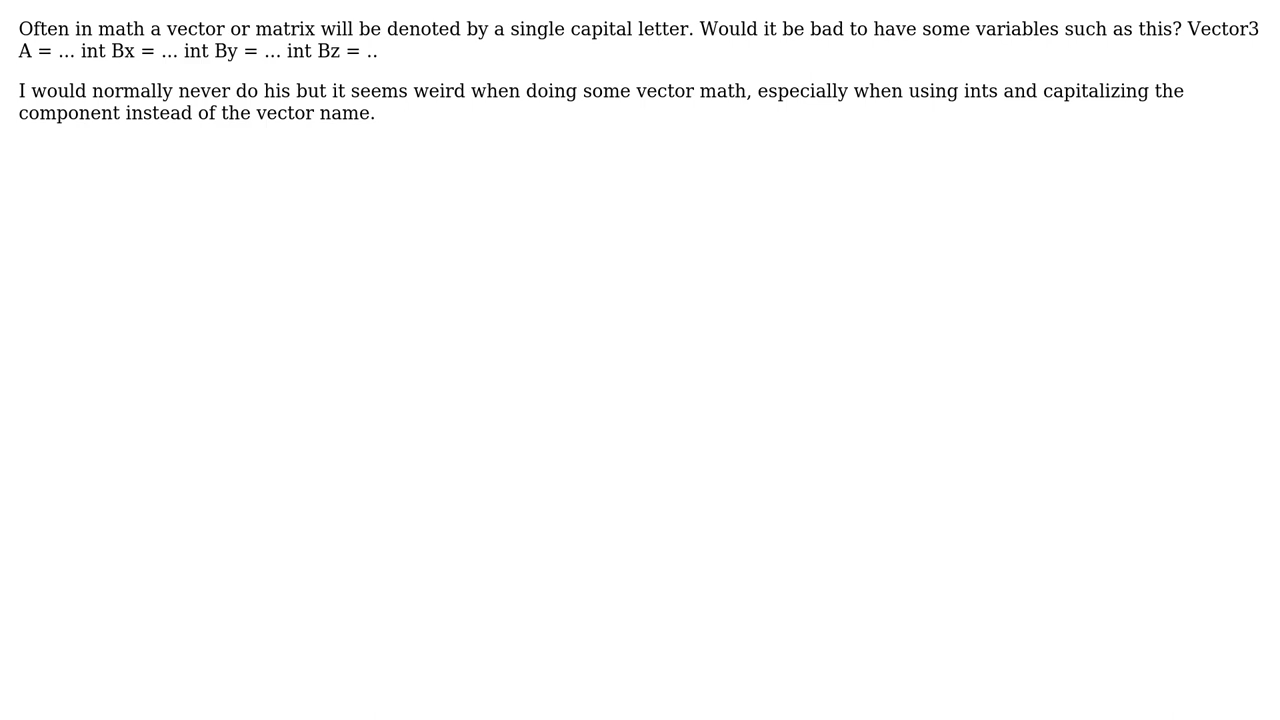 Often in math a vector or matrix will be denoted by a single capital letter. Would it be bad to have some variables such as this? Vector3
A = ... int Bx = ... int By = ... int Bz = ..
I would normally never do his but it seems weird when doing some vector math, especially when using ints and capitalizing the
component instead of the vector name.